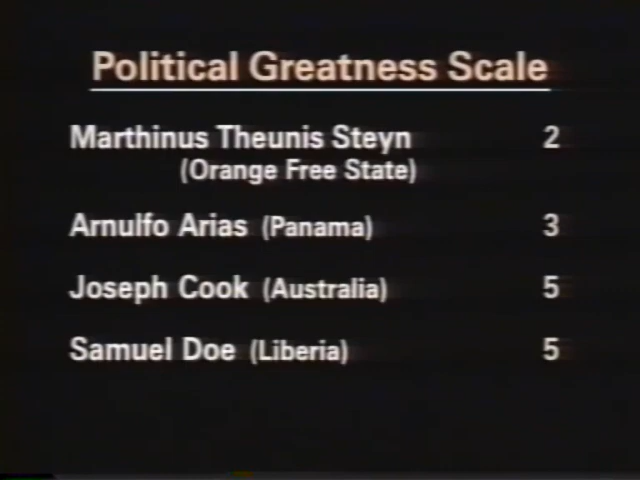 Political Greatness Scale
Marthinus Theunis Steyn 2
(Orange Free State)
Arnulfo Arias (Panama) 3
Joseph Cook (Australia) 5
Samuel Doe (Liberia) 5